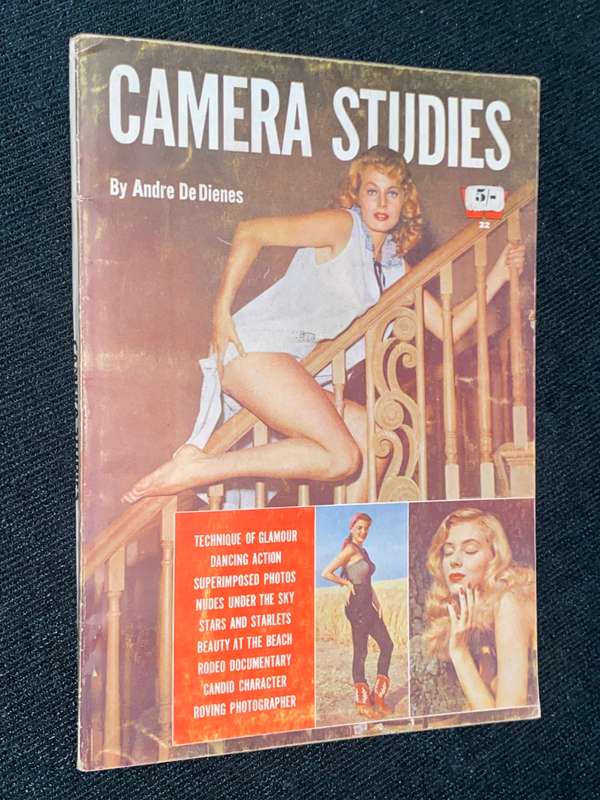 CAMERA STUDIES
By Andre De Dienes
5/-
22
TECHNIQUE OF GLAMOUR
DANCING ACTION
SUPERIMPOSED PHOTOS
NUDES UNDER THE SKY
STARS AND STARLETS
BEAUTY AT THE BEACH
RODEO DOCUMENTARY
CANDID CHARACTER
ROVING PHOTOGRAPHER